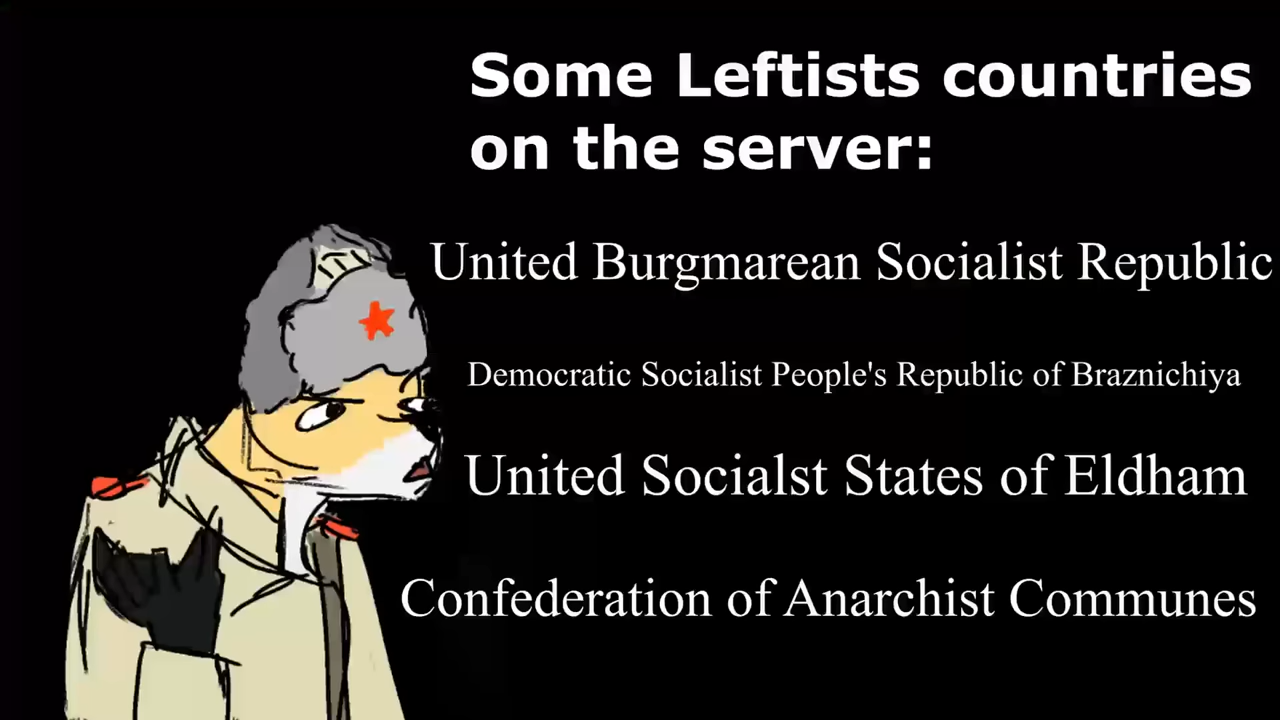 Some Leftists countries
on the server:
United Burgmarean Socialist Republic
Democratic Socialist People's Republic of Braznichiya
United Socialst States of Eldham
Confederation of Anarchist Communes